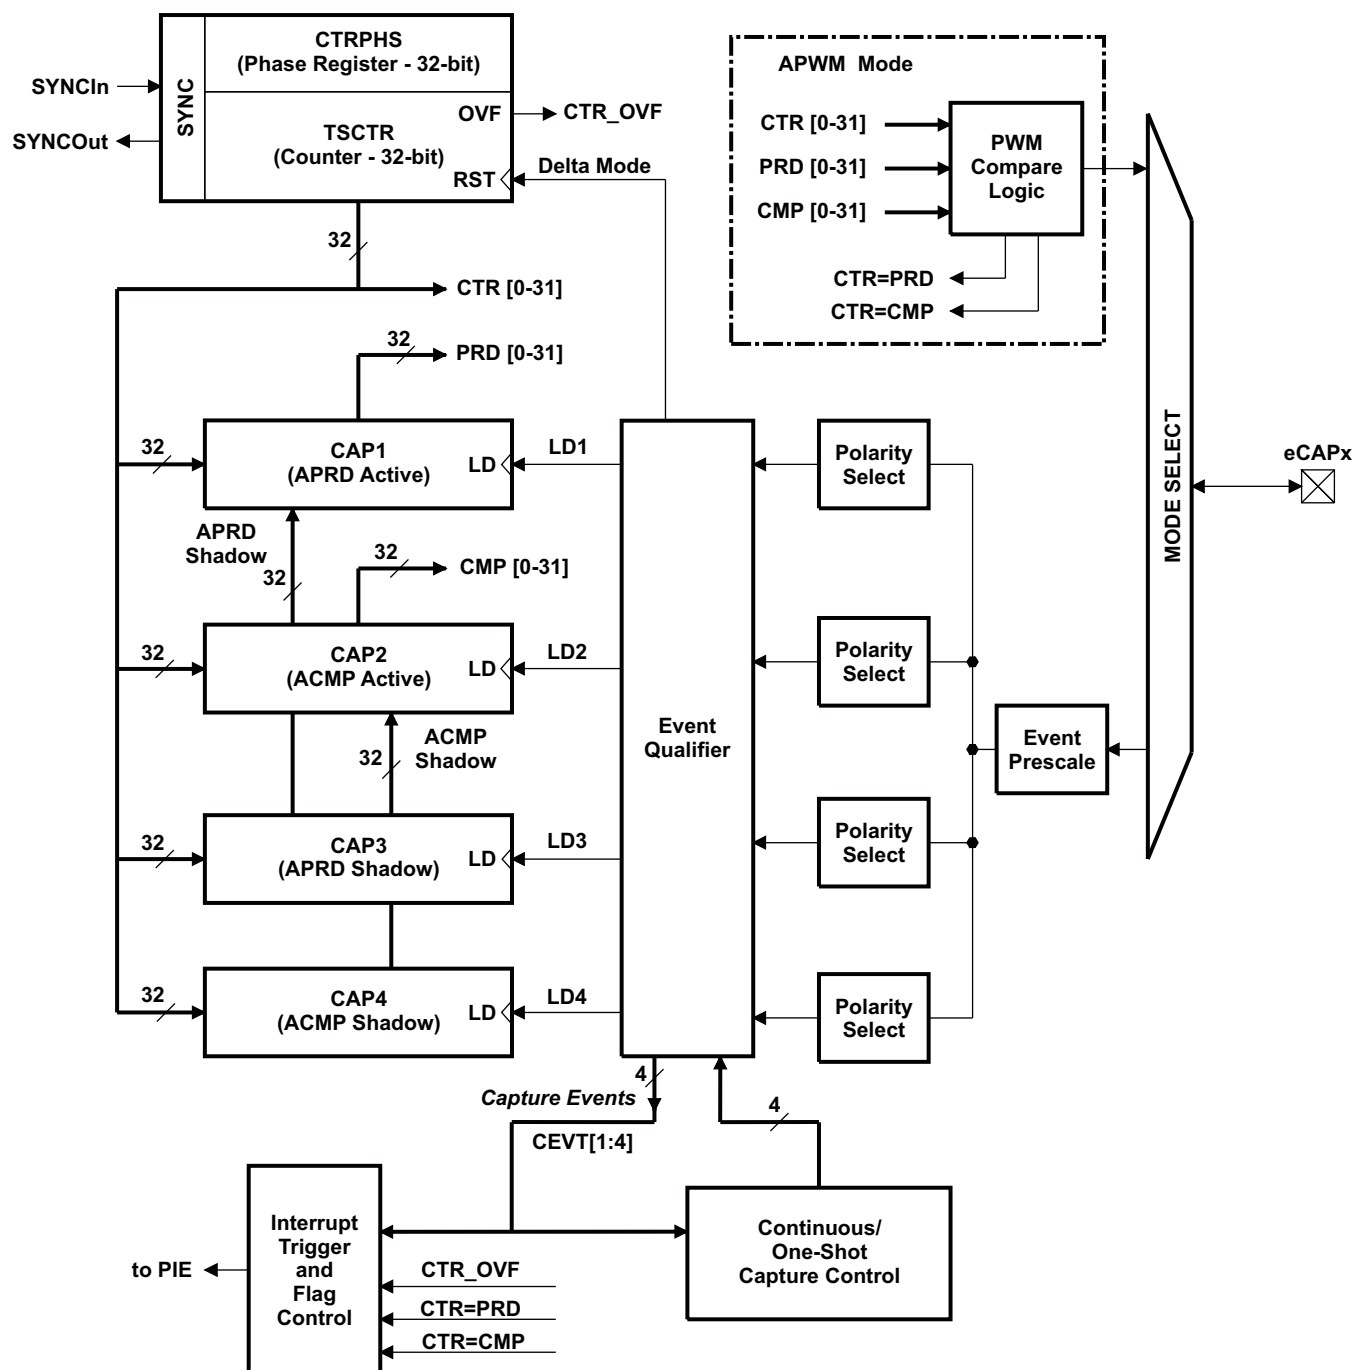 CTRPHS
(Phase Register - 32-bit)
SYNC
SYNCIn
SYNCOut
OVF
CTR_OVF
TSCTR
(Counter - 32-bit)
RST
Delta Mode
32
CTR [0-31]
32
PRD [0-31]
APWM Mode
CTR [0-31]
PRD [0-31]
CMP [0-31]
PWM
Compare
Logic
CTR=PRD
CTR=CMP
MODE SELECT
eCAPx
32
CAP1
(APRD Active)
LD
LD1
Polarity
Select
APRD
Shadow
32
32
CMP [0-31]
32
CAP2
(ACMP Active)
LD
LD2
Polarity
Select
ACMP
Shadow
32
Event
Qualifier
Event
Prescale
32
CAP3
(APRD Shadow)
LD
LD3
Polarity
Select
32
CAP4
(ACMP Shadow)
LD
LD4
Polarity
Select
4
Capture Events
CEVT[1:4]
4
Interrupt
Trigger
and
Flag
Control
to PIE
CTR_OVF
CTR=PRD
CTR=CMP
Continuous/
One-Shot
Capture Control